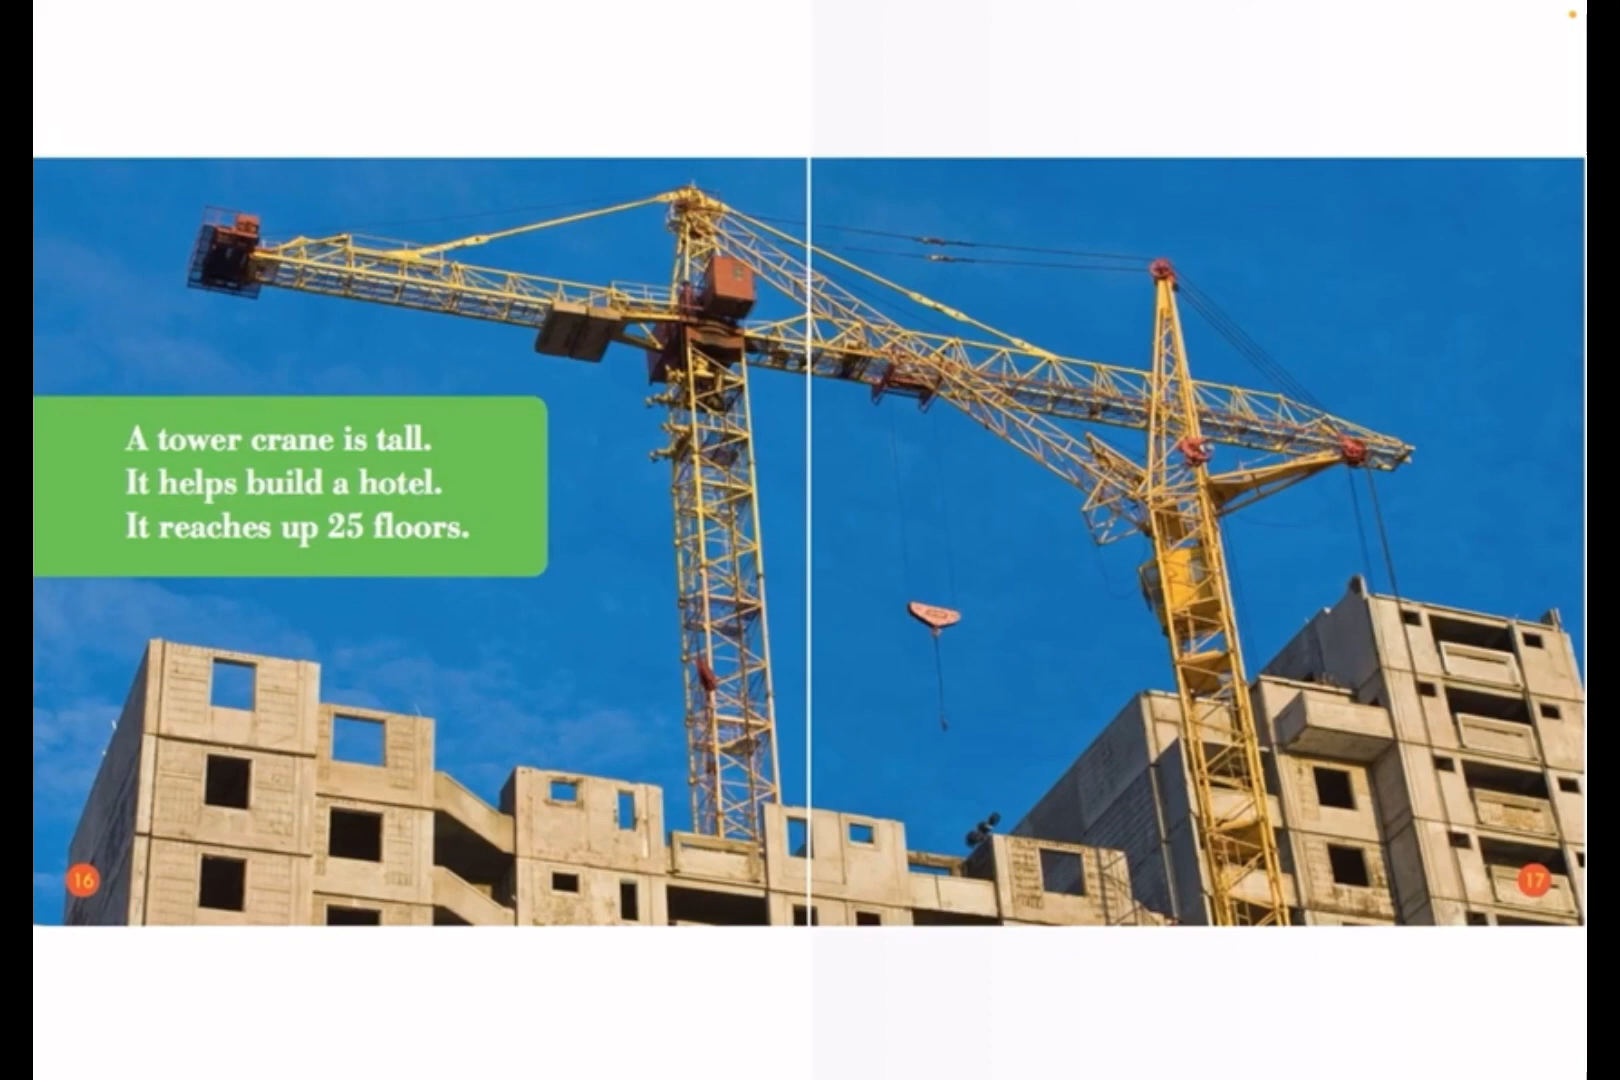 A tower crane is tall.
It helps build a hotel.
It reaches up 25 floors.
16
17